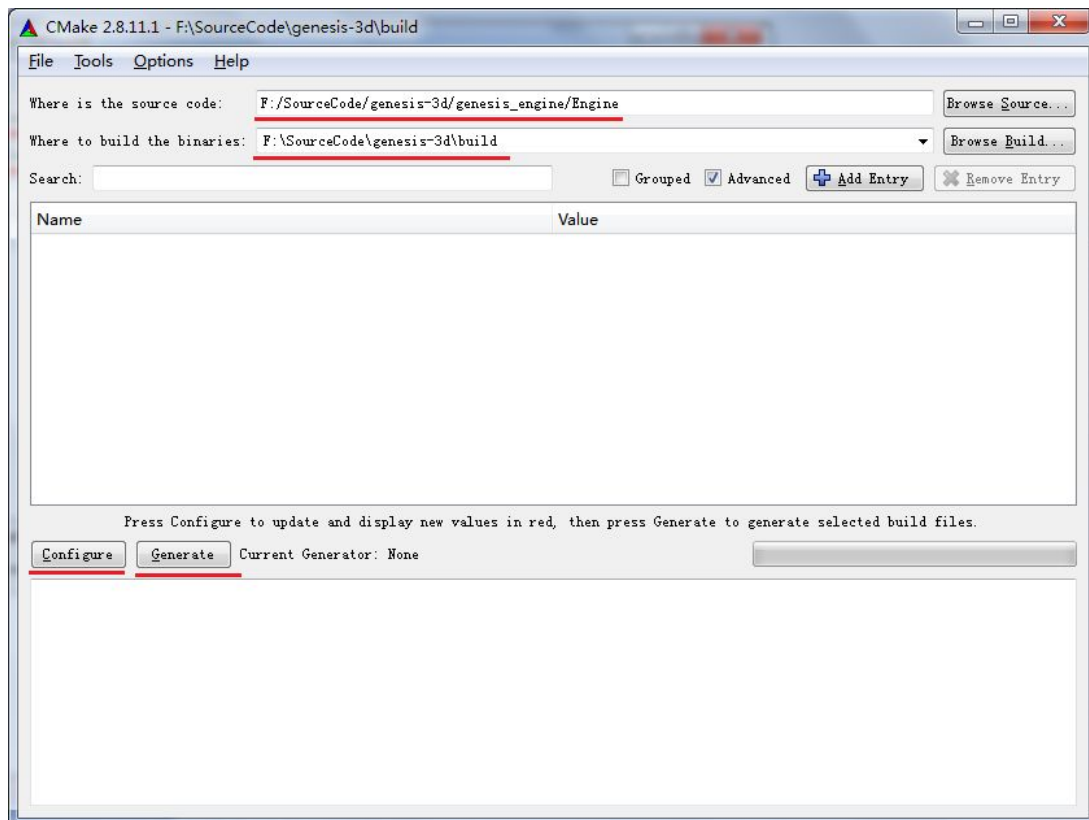 CMake 2.8.11.1 - F:\SourceCode\genesis-3d\build
File Tools Options Help
Where is the source code: F:/SourceCode/genesis-3d/genesis_engine/Engine Browse Source...
Where to build the binaries: F:\SourceCode\genesis-3d\build Browse Build...
Search: Grouped Advanced Add Entry Remove Entry
Name Value
Press Configure to update and display new values in red, then press Generate to generate selected build files.
Configure Generate Current Generator: None